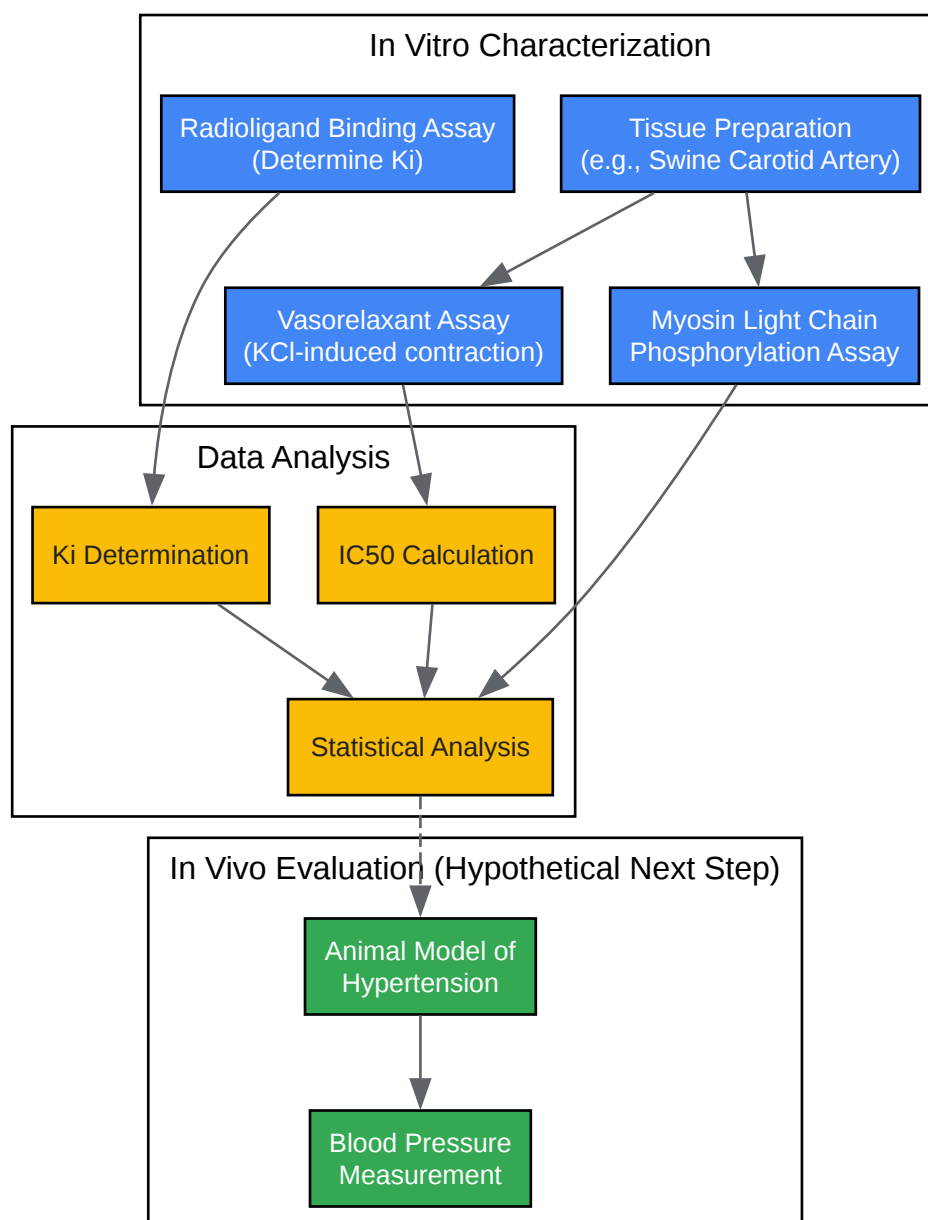 In Vitro Characterization
Radioligand Binding Assay
(Determine Ki)
Tissue Preparation
(e.g., Swine Carotid Artery)
Vasorelaxant Assay
(KCl-induced contraction)
Myosin Light Chain
Phosphorylation Assay
Data Analysis
Ki Determination
IC50 Calculation
Statistical Analysis
In Vivo Evaluation (Hypothetical Next Step)
Animal Model of
Hypertension
Blood Pressure
Measurement